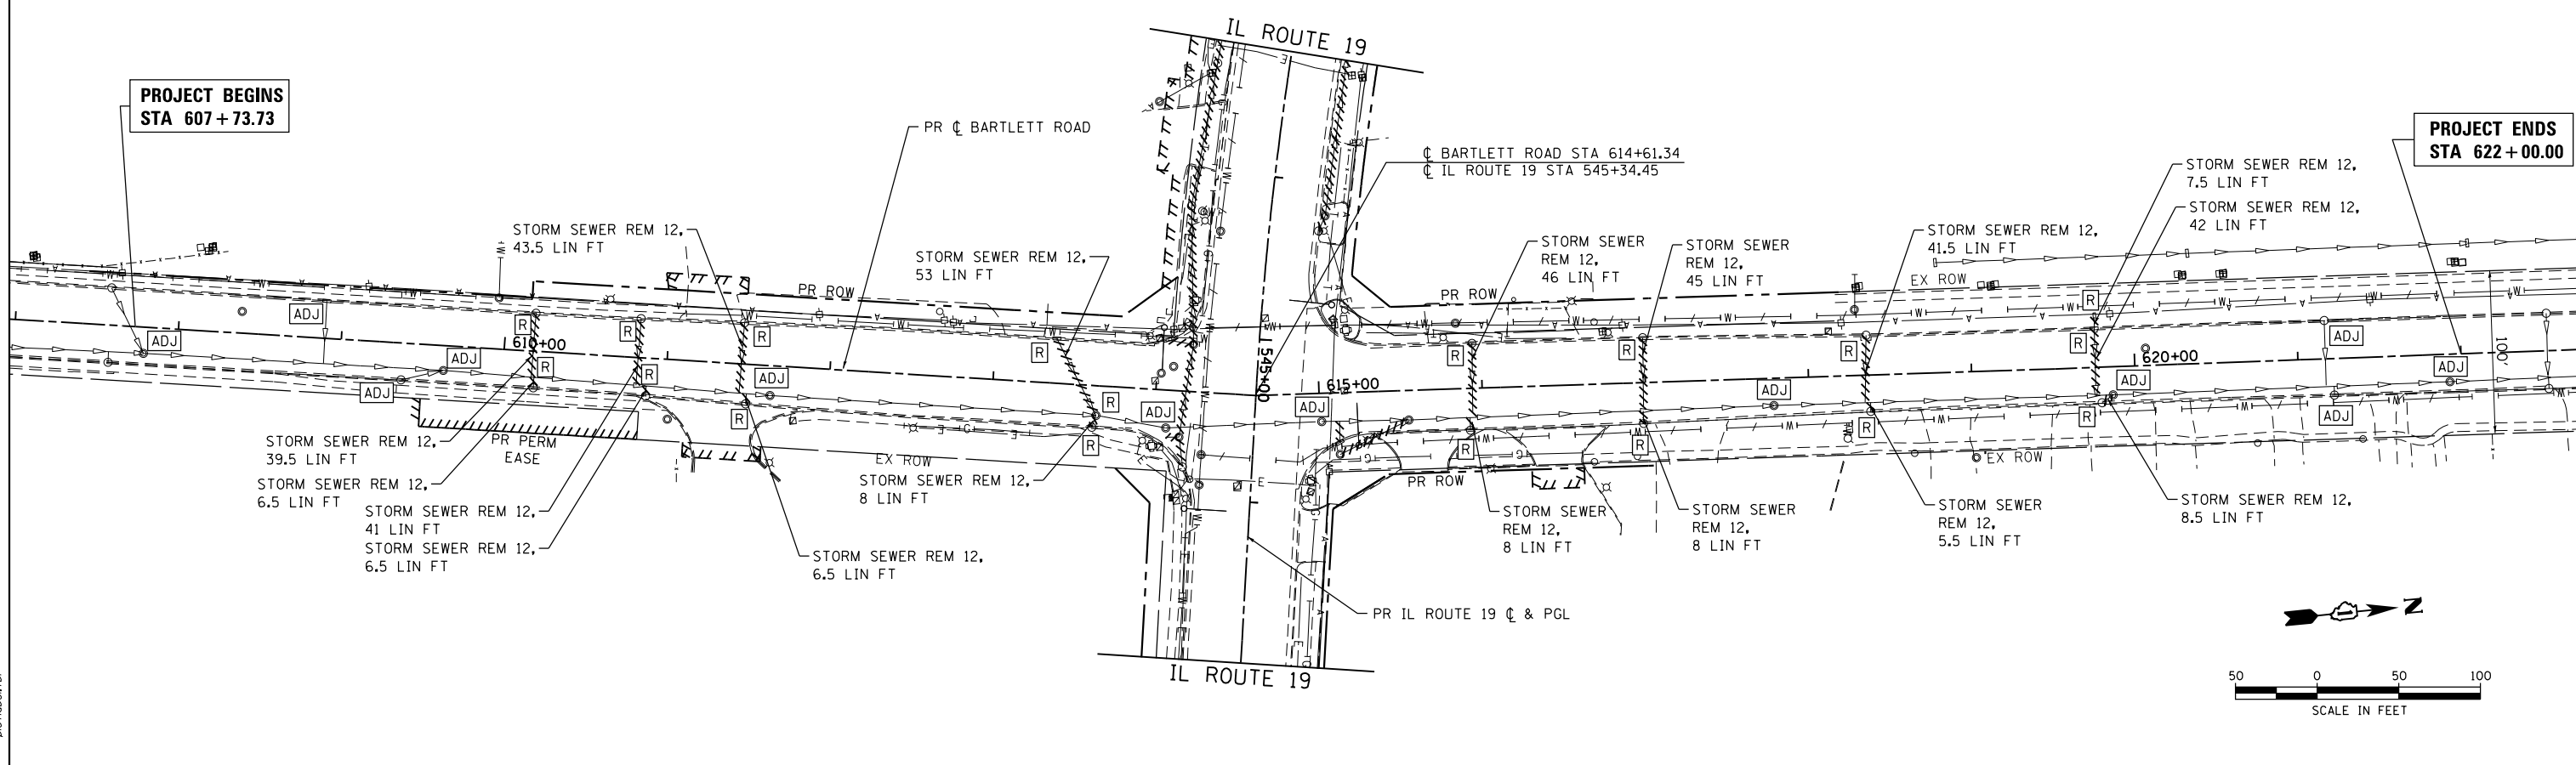 IL ROUTE 19
PROJECT BEGINS
STA 607+73.73
PR ℄ BARTLETT ROAD
℄ BARTLETT ROAD STA 614+61.34
℄ IL ROUTE 19 STA 545+34.45
PROJECT ENDS
STA 622+00.00
STORM SEWER REM 12,
7.5 LIN FT
STORM SEWER REM 12,
42 LIN FT
STORM SEWER REM 12,
43.5 LIN FT
STORM SEWER REM 12,
53 LIN FT
STORM SEWER
REM 12,
46 LIN FT
STORM SEWER
REM 12,
45 LIN FT
STORM SEWER REM 12,
41.5 LIN FT
PR ROW
PR ROW
EX ROW
ADJ
ADJ
ADJ
ADJ
R
R
R
R
R
R
R
R
R
R
610+00
545+00
615+00
620+00
100'
ADJ
ADJ
ADJ
ADJ
ADJ
ADJ
ADJ
ADJ
R
R
R
R
R
R
R
R
R
STORM SEWER REM 12,
39.5 LIN FT
PR PERM
EASE
EX ROW
PR ROW
EX ROW
STORM SEWER REM 12,
6.5 LIN FT
STORM SEWER REM 12,
41 LIN FT
STORM SEWER REM 12,
6.5 LIN FT
STORM SEWER REM 12,
6.5 LIN FT
STORM SEWER REM 12,
8 LIN FT
STORM SEWER
REM 12,
8 LIN FT
STORM SEWER
REM 12,
8 LIN FT
STORM SEWER
REM 12,
5.5 LIN FT
STORM SEWER REM 12,
8.5 LIN FT
PR IL ROUTE 19 ℄ & PGL
IL ROUTE 19
N
50 0 50 100
SCALE IN FEET